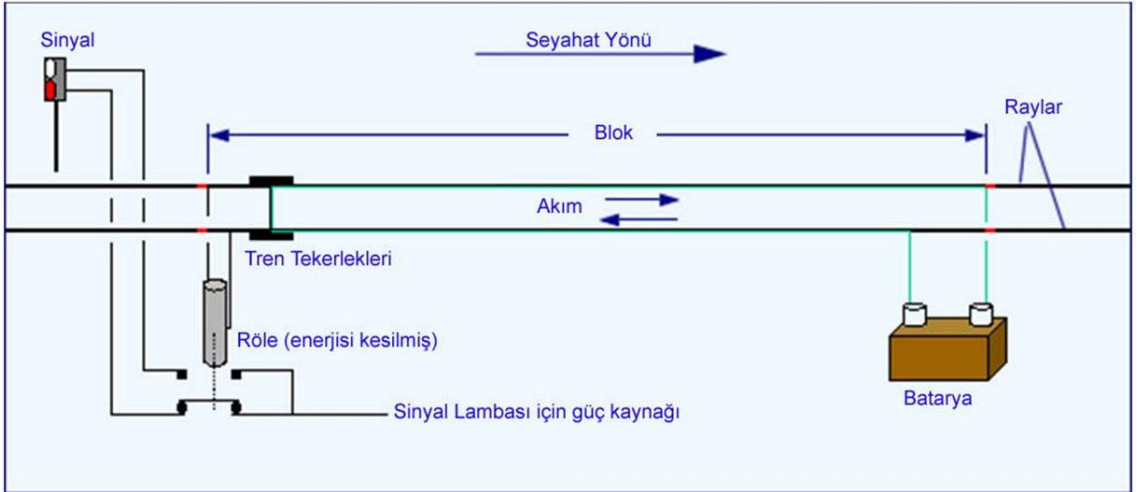 Sinyal
Seyahat Yönü
Raylar
Blok
Akım
Tren Tekerlekleri
Röle (enerjisi kesilmiş)
Batarya
Sinyal Lambası için güç kaynağı